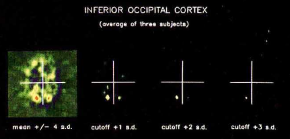 INFERIOR OCCIPITAL CORTEX
(average of three subjects)
mean +/- 4 s.d.
cutoff +1 s.d.
cutoff +2 s.d.
cutoff +3 s.d.